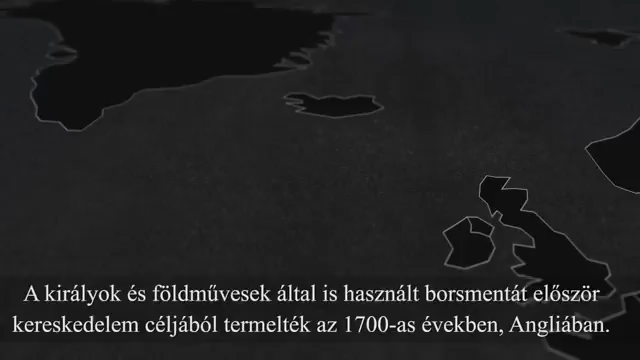 A királyok és földművesek által is használt borsmentát először
kereskedelem céljából termelték az 1700-as években, Angliában.